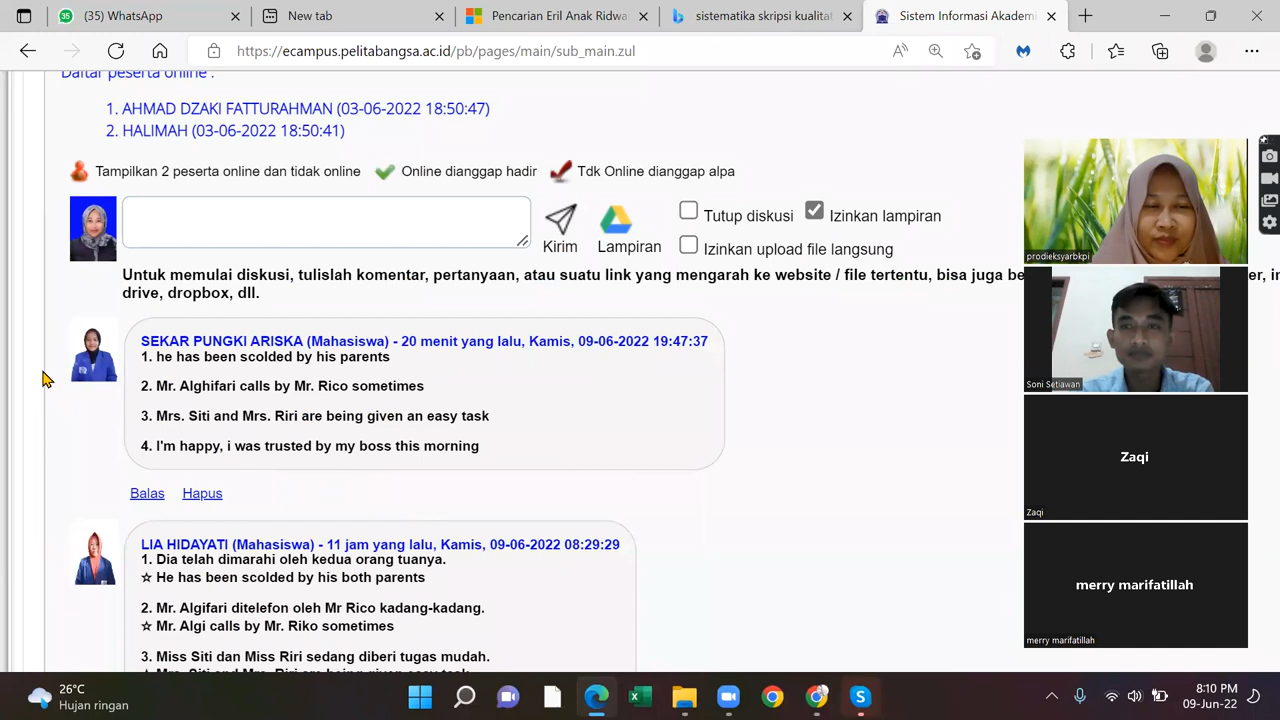 35
New tab
Pencarian Eril Andal Ridwa
sistematika skripsi kualitat
Sistem Informasi Akademi
https://ecampus.pelitabangsa.ac.id/pb/pages/main/sub_main.zul
Daftar peserta online :
1. AHMAD DZAKI FATTURAHMAN (03-06-2022 18:50:47)
2. HALIMAH (03-06-2022 18:50:41)
Tampilkan 2 peserta online dan tidak online Online dianggap hadir Tdk Online dianggap alpa
Tutup diskusi Izinkan lampiran
Kirim Lampiran Izinkan upload file langsung
Untuk memulai diskusi, tulislah komentar, pertanyaan, atau suatu link yang mengarah ke website / file tertentu, bisa juga be
drive, dropbox, dll.
SEKAR PUNGKI ARISKA (Mahasiswa) - 20 menit yang lalu, Kamis, 09-06-2022 19:47:37
1. he has been scolded by his parents
2. Mr. Alghifari calls by Mr. Rico sometimes
3. Mrs. Siti and Mrs. Riri are being given an easy task
4. I'm happy, i was trusted by my boss this morning
Balas Hapus
LIA HIDAYATI (Mahasiswa) - 11 jam yang lalu, Kamis, 09-06-2022 08:29:29
1. Dia telah dimarahi oleh kedua orang tuanya.
☆ He has been scolded by his both parents
2. Mr. Algifari ditelefon oleh Mr Rico kadang-kadang.
☆ Mr. Algi calls by Mr. Riko sometimes
3. Miss Siti dan Miss Riri sedang diberi tugas mudah.
prodieksyarbkpi
Soni Setiawan
Zaqi
Zaqi
merry marifatillah
merry marifatillah
26°C
Hujan ringan
8:10 PM
09-Jun-22